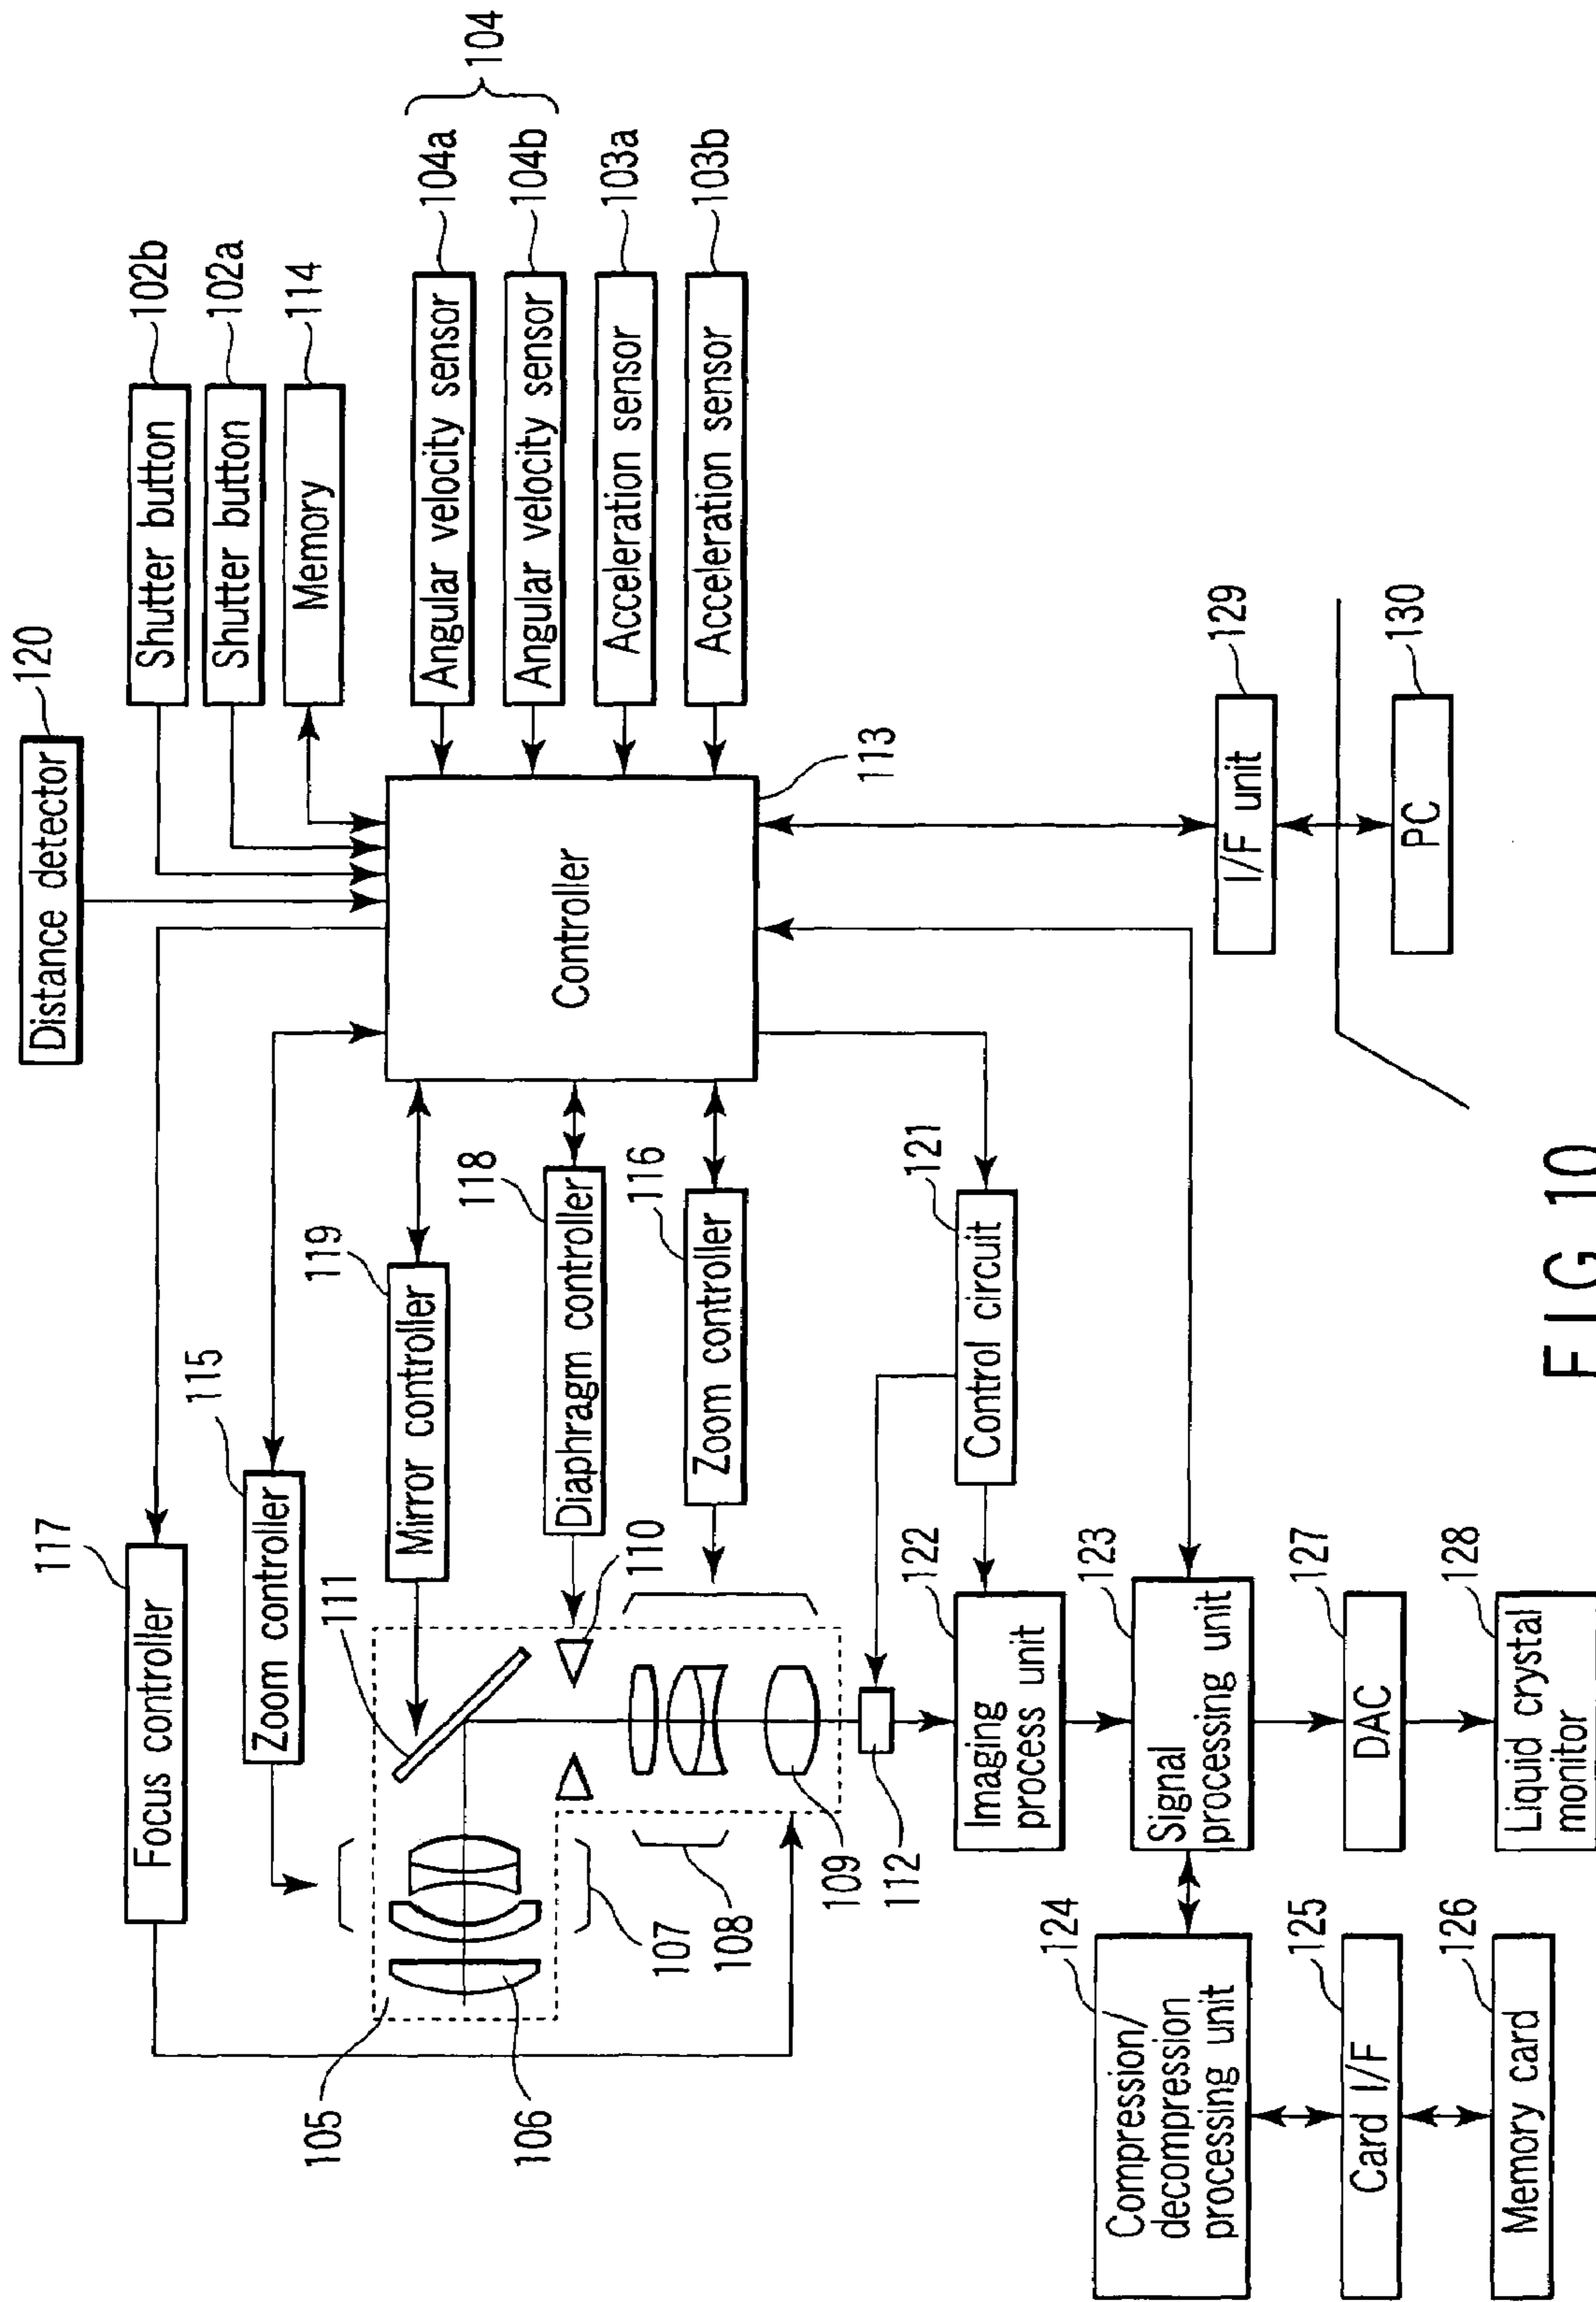 120
Distance detector
102b
Shutter button
102a
Shutter button
114
Memory
104
104a
Angular velocity sensor
104b
Angular velocity sensor
103a
Acceleration sensor
103b
Acceleration sensor
117
Focus controller
115
Zoom controller
119
Mirror controller
118
Diaphragm controller
116
Zoom controller
Controller
113
105
106
107
108
109
110
111
112
121
Control circuit
122
Imaging
process unit
123
Signal
processing unit
129
I/F unit
130
PC
124
Compression/
decompression
processing unit
125
Card I/F
126
Memory card
127
DAC
128
Liquid crystal
monitor
FIG. 10